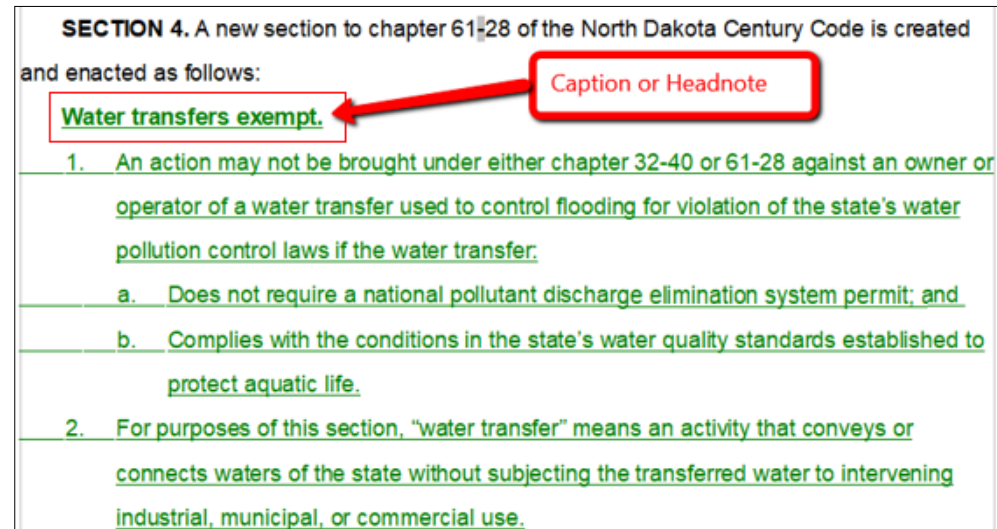 SECTION 4. A new section to chapter 61-28 of the North Dakota Century Code is created
and enacted as follows:
Caption or Headnote
Water transfers exempt.
1. An action may not be brought under either chapter 32-40 or 61-28 against an owner or
operator of a water transfer used to control flooding for violation of the state's water
pollution control laws if the water transfer:
a. Does not require a national pollutant discharge elimination system permit; and
b. Complies with the conditions in the state's water quality standards established to
protect aquatic life.
2. For purposes of this section, “water transfer” means an activity that conveys or
connects waters of the state without subjecting the transferred water to intervening
industrial, municipal, or commercial use.